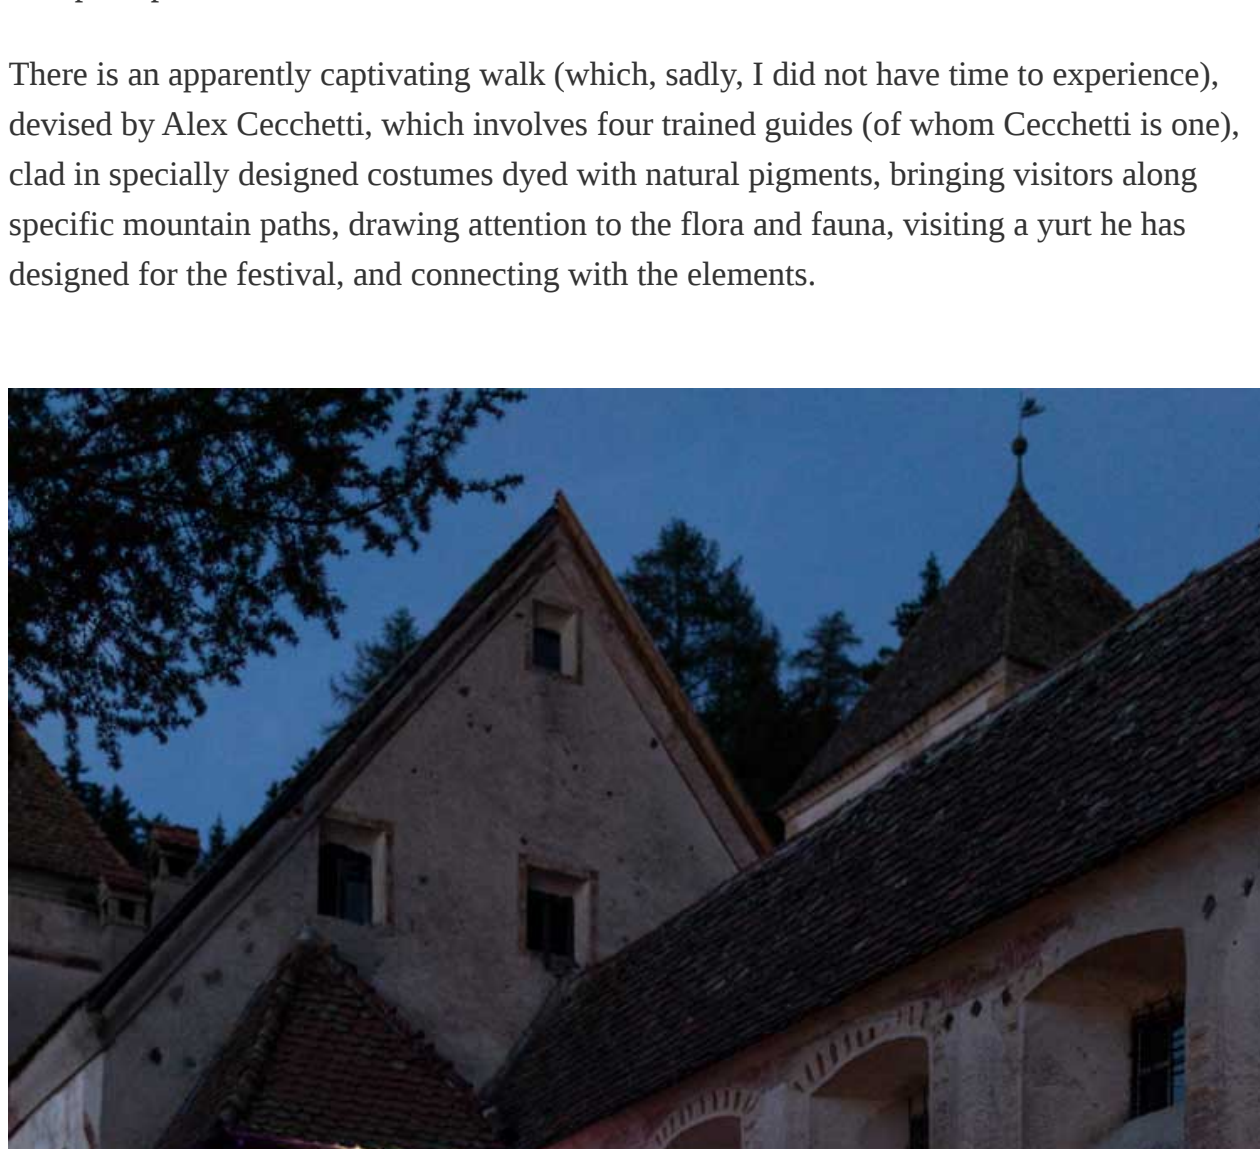 There is an apparently captivating walk (which, sadly, I did not have time to experience),
devised by Alex Cecchetti, which involves four trained guides (of whom Cecchetti is one),
clad in specially designed costumes dyed with natural pigments, bringing visitors along
specific mountain paths, drawing attention to the flora and fauna, visiting a yurt he has
designed for the festival, and connecting with the elements.